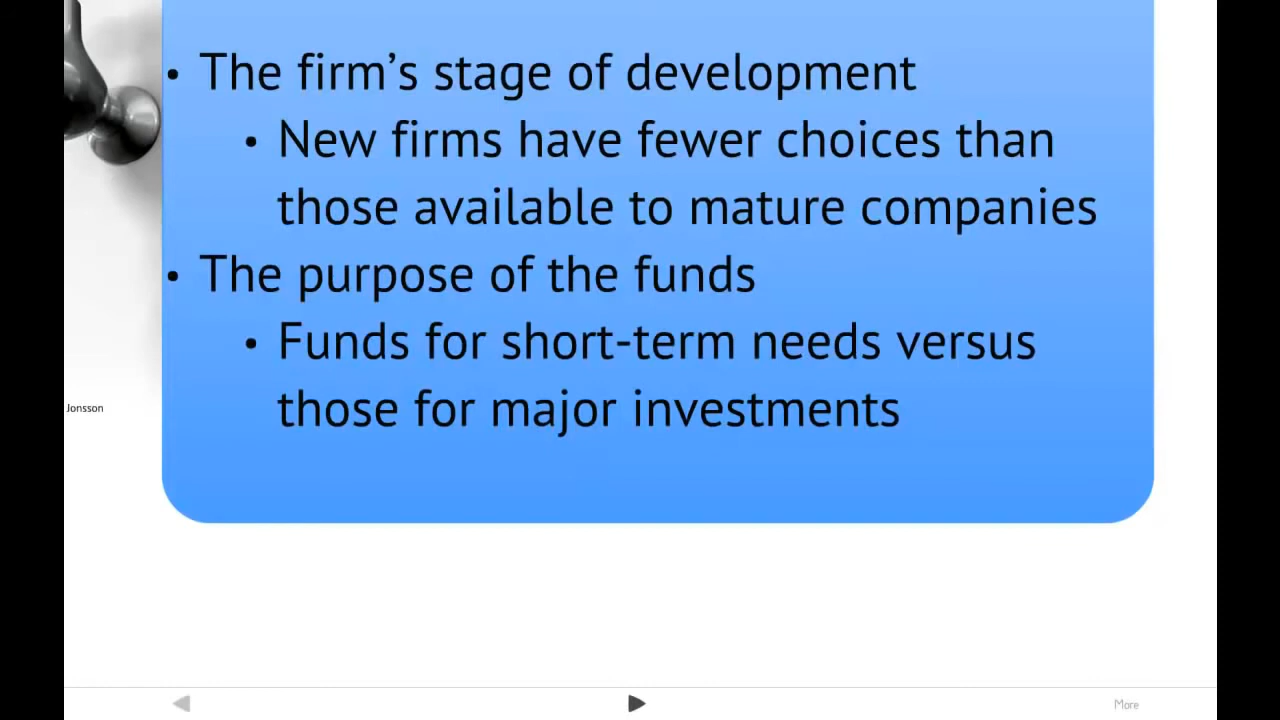 • The firm’s stage of development
• New firms have fewer choices than
those available to mature companies
• The purpose of the funds
• Funds for short-term needs versus
those for major investments
Jonsson
More